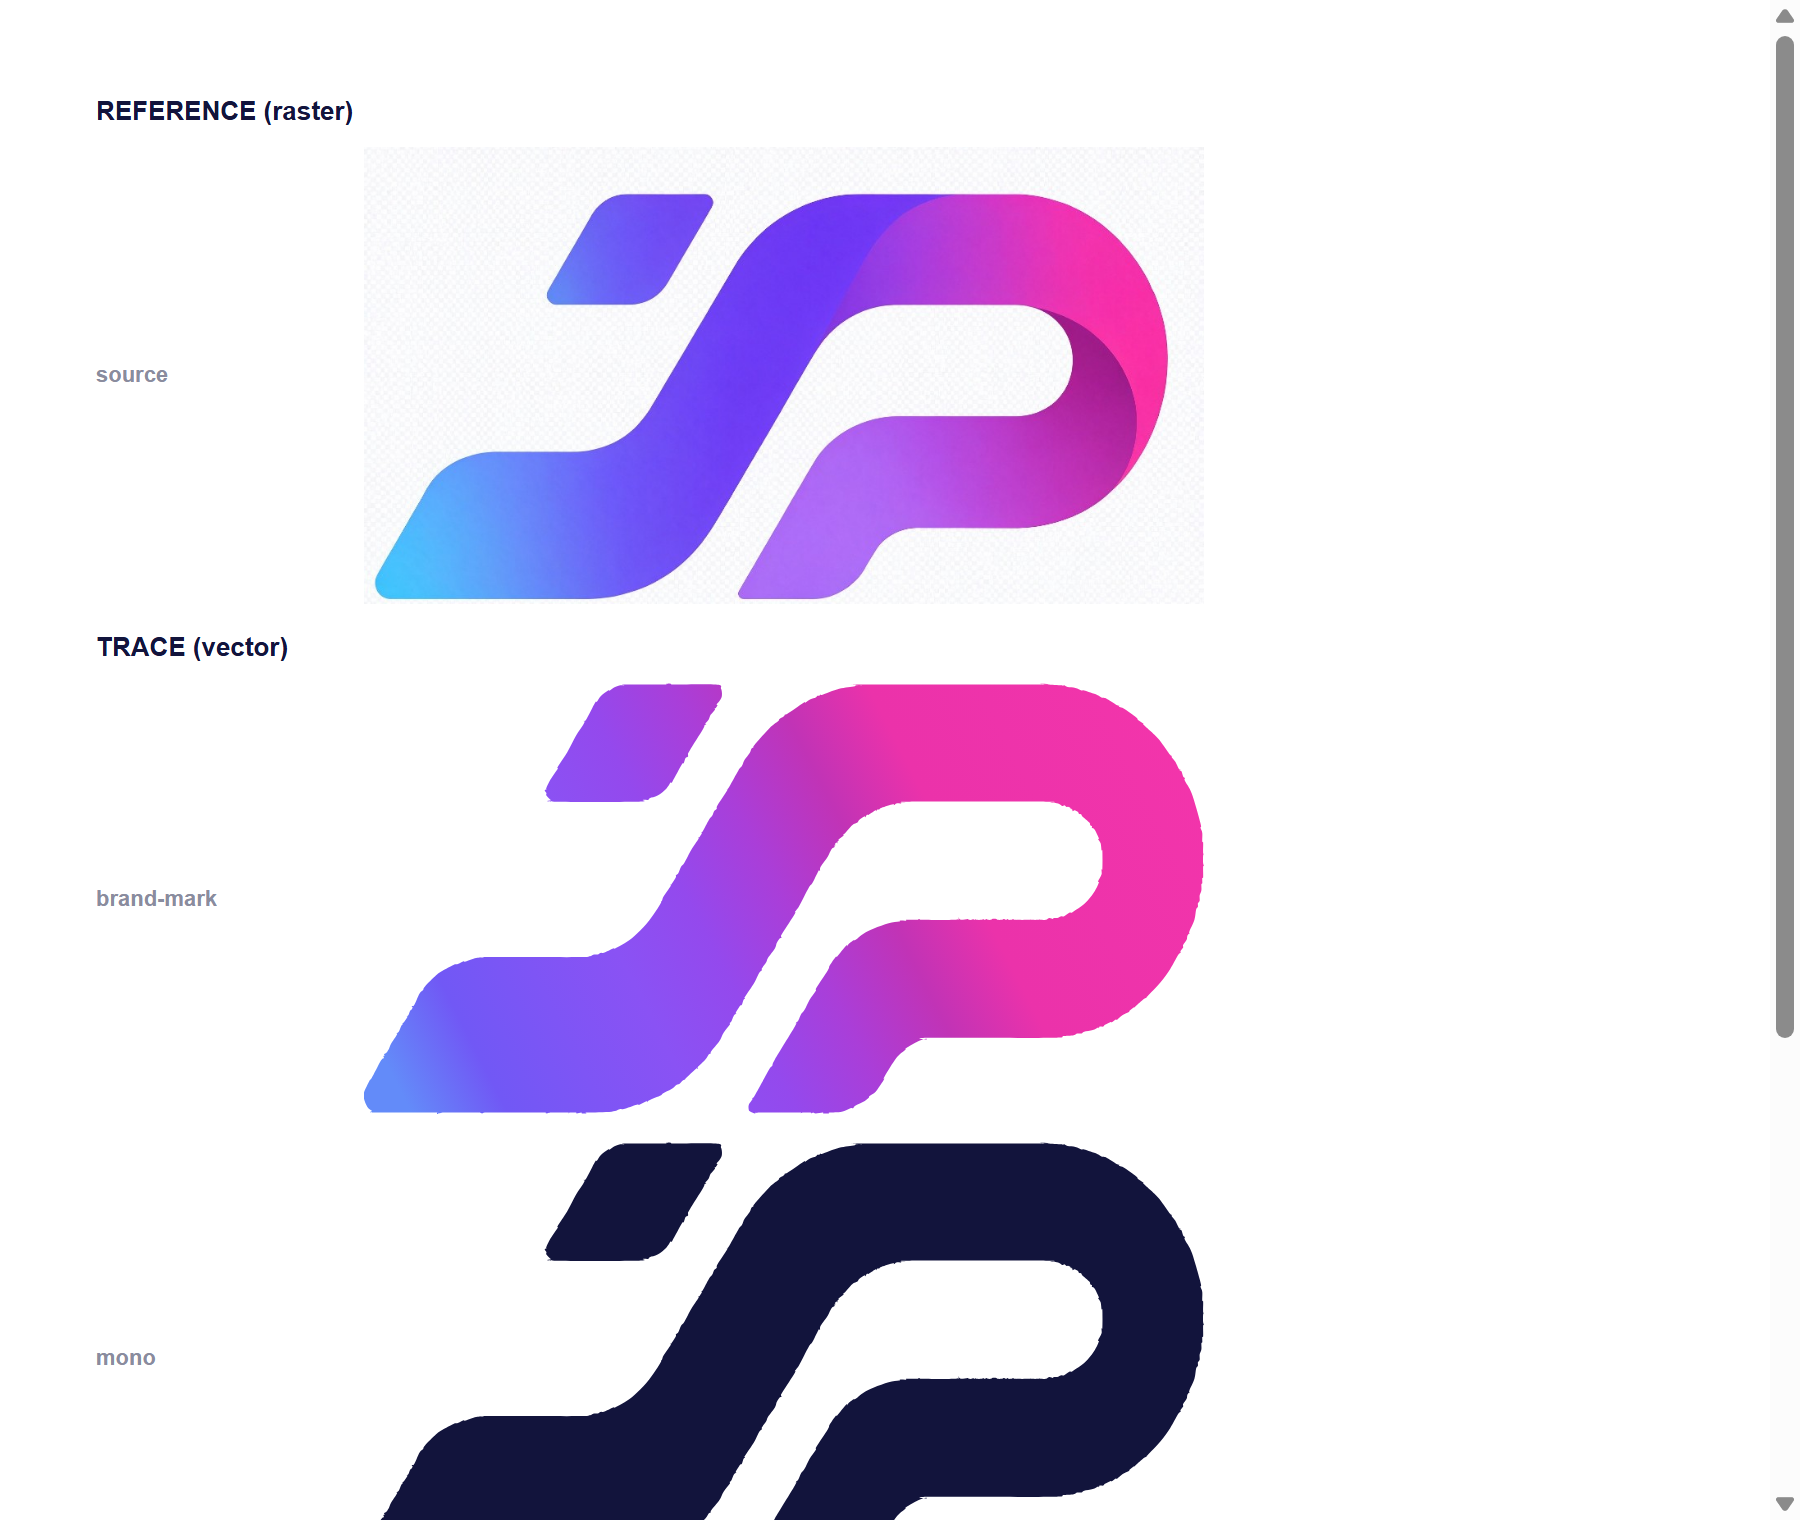 REFERENCE (raster)
source
TRACE (vector)
brand-mark
mono